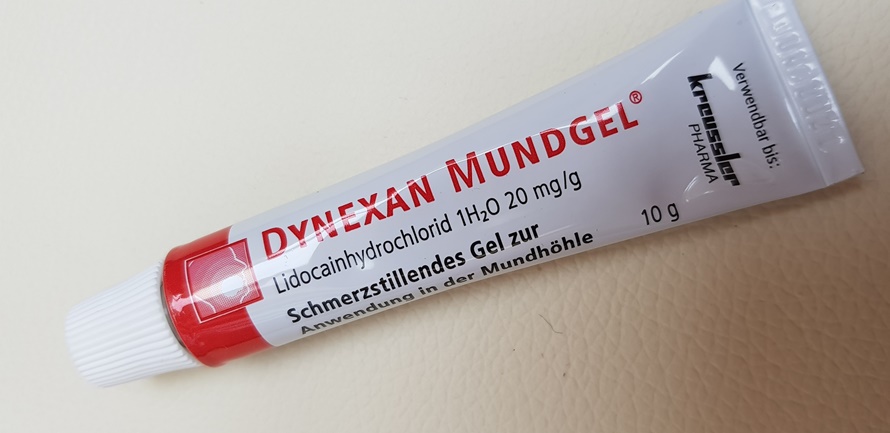 DYNEXAN MUNDGEL®
Lidocainhydrochlorid 1H₂O 20 mg/g
Schmerzstillendes Gel zur
Anwendung in der Mundhöhle
10 g
kreussler
PHARMA
Verwendbar bis: